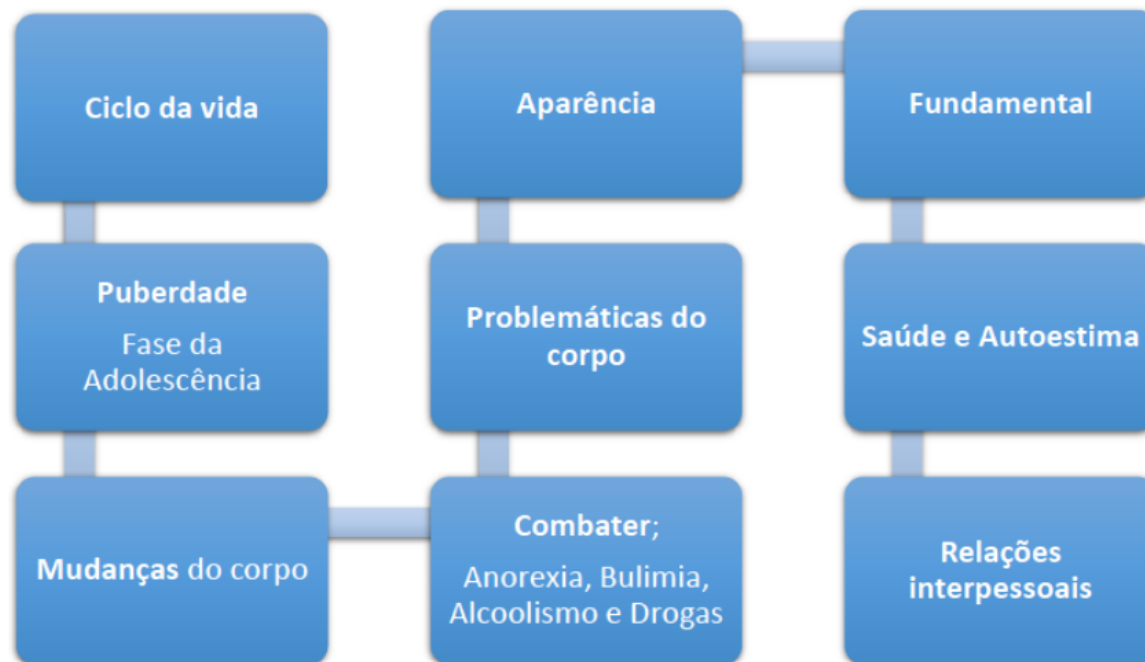 Ciclo da vida
Puberdade
Fase da
Adolescência
Mudanças do corpo
Combater;
Anorexia, Bulimia,
Alcoolismo e Drogas
Problemáticas do
corpo
Aparência
Fundamental
Saúde e Autoestima
Relações
interpessoais